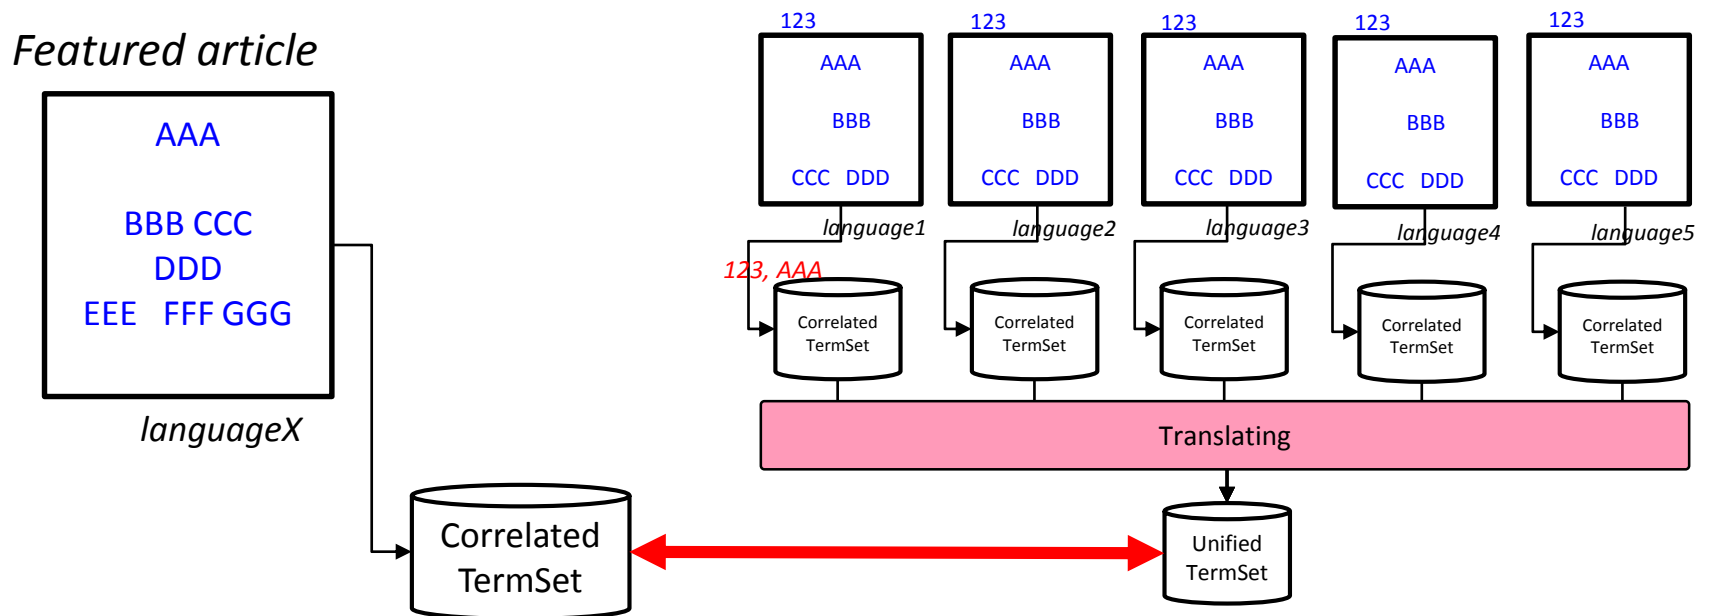 Featured article
AAA
BBB CCC
DDD
EEE FFF GGG
languageX
Correlated
TermSet
123
AAA
BBB
CCC DDD
language1
123, AAA
Correlated
TermSet
123
AAA
BBB
CCC DDD
language2
Correlated
TermSet
123
AAA
BBB
CCC DDD
language3
Correlated
TermSet
123
AAA
BBB
CCC DDD
language4
Correlated
TermSet
123
AAA
BBB
CCC DDD
language5
Correlated
TermSet
Translating
Unified
TermSet